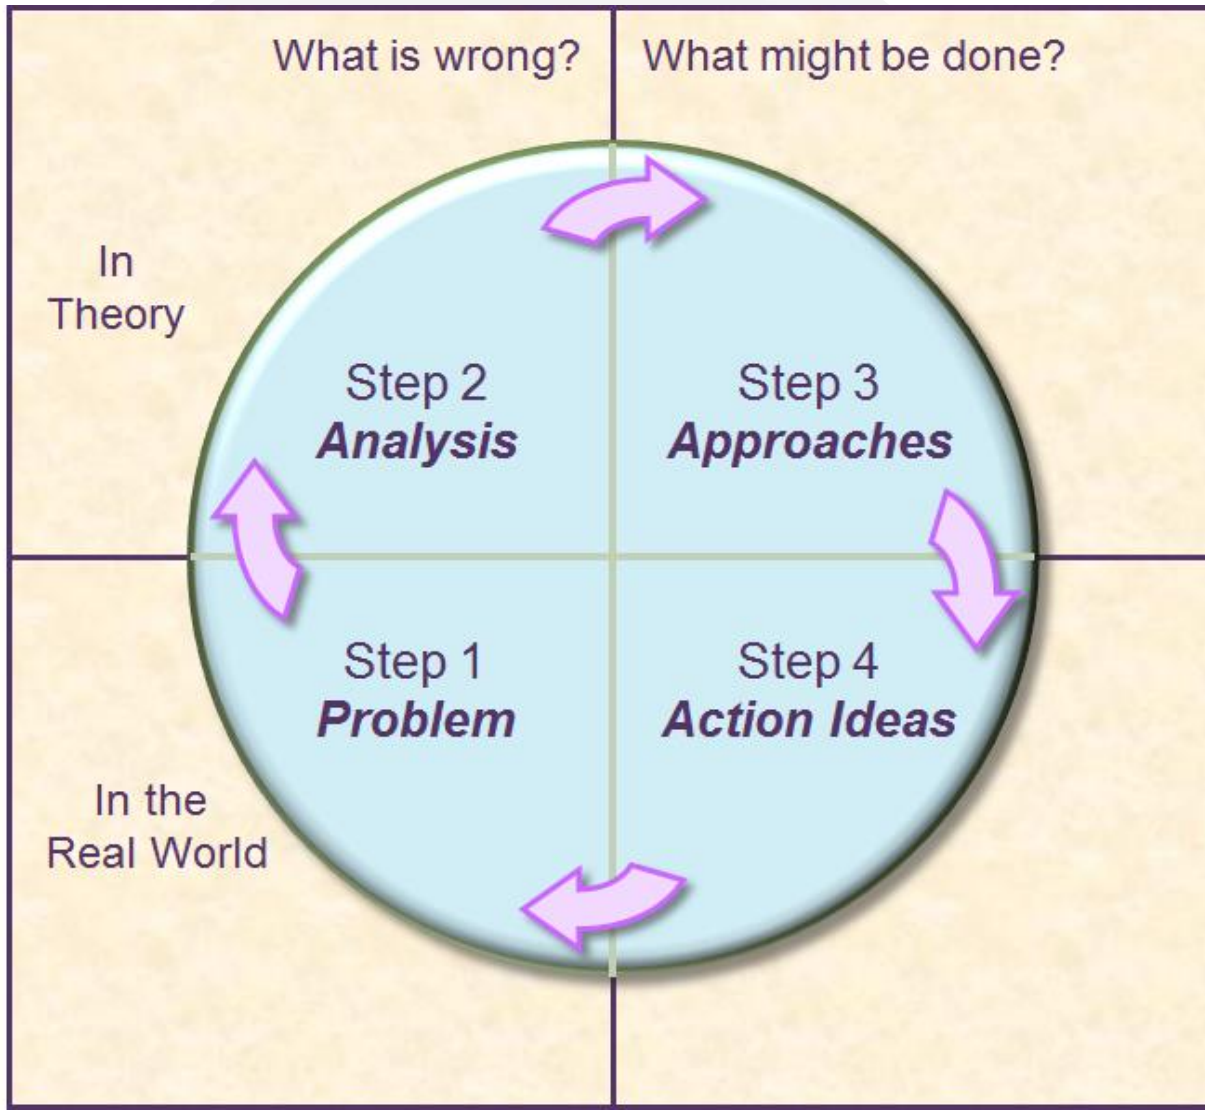 What is wrong?
What might be done?
In
Theory
Step 2
Analysis
Step 3
Approaches
Step 1
Problem
Step 4
Action Ideas
In the
Real World